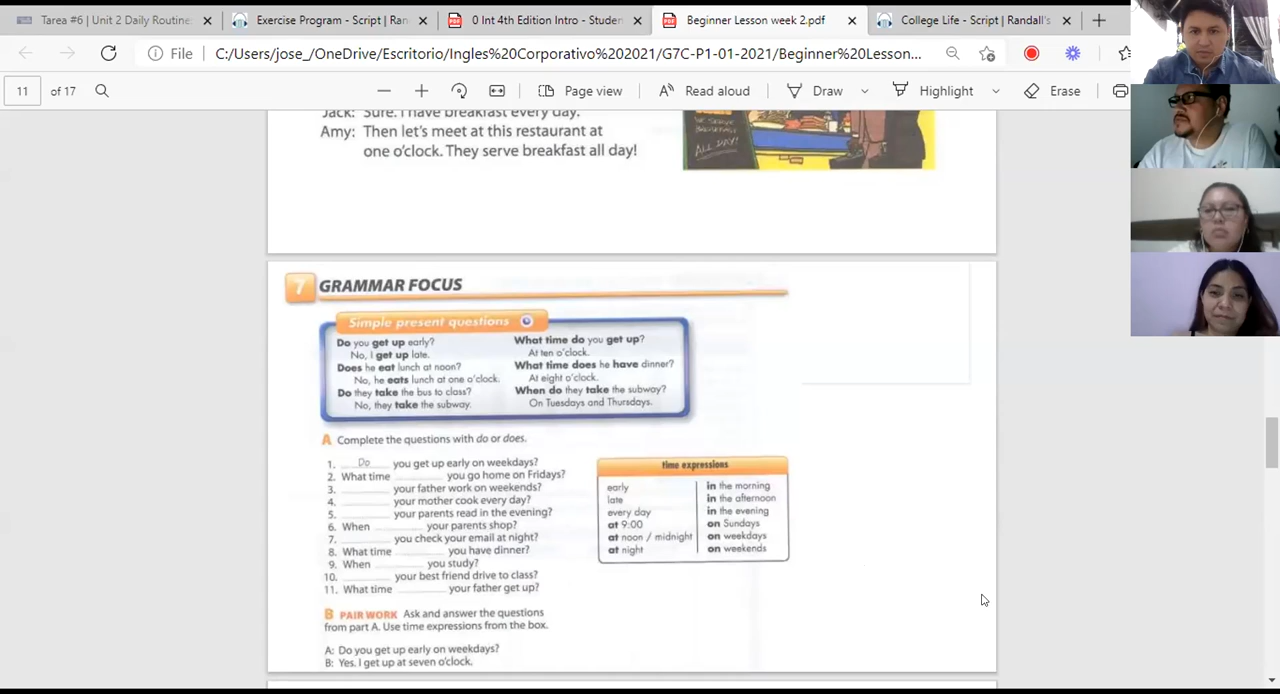 Tarea #6 | Unit 2 Daily Routine:
Exercise Program - Script | Ran
0 Int 4th Edition Intro - Studen
Beginner Lesson week 2.pdf
College Life - Script | Randall's
File
C:/Users/jose_/OneDrive/Escritorio/Ingles%20Corporativo%202021/G7C-P1-01-2021/Beginner%20Lesson...
11 of 17
Page view
Read aloud
Draw
Highlight
Erase
Jack: Sure. I have breakfast every day.
Amy: Then let's meet at this restaurant at
one o'clock. They serve breakfast all day!
WE SERVE
BREAKFAST
ALL DAY!
7 GRAMMAR FOCUS
Simple present questions
Do you get up early?
No, I get up late.
Does he eat lunch at noon?
No, he eats lunch at one o'clock.
Do they take the bus to class?
No, they take the subway.
What time do you get up?
At ten o'clock.
What time does he have dinner?
At eight o'clock.
When do they take the subway?
On Tuesdays and Thursdays.
A Complete the questions with do or does.
1. Do you get up early on weekdays?
2. What time ________ you go home on Fridays?
3. ________ your father work on weekends?
4. ________ your mother cook every day?
5. ________ your parents read in the evening?
6. When ________ your parents shop?
7. ________ you check your email at night?
8. What time ________ you have dinner?
9. When ________ you study?
10. ________ your best friend drive to class?
11. What time ________ your father get up?
time expressions
early
late
every day
at 9:00
at noon / midnight
at night
in the morning
in the afternoon
in the evening
on Sundays
on weekdays
on weekends
B PAIR WORK Ask and answer the questions
from part A. Use time expressions from the box.
A: Do you get up early on weekdays?
B: Yes. I get up at seven o'clock.